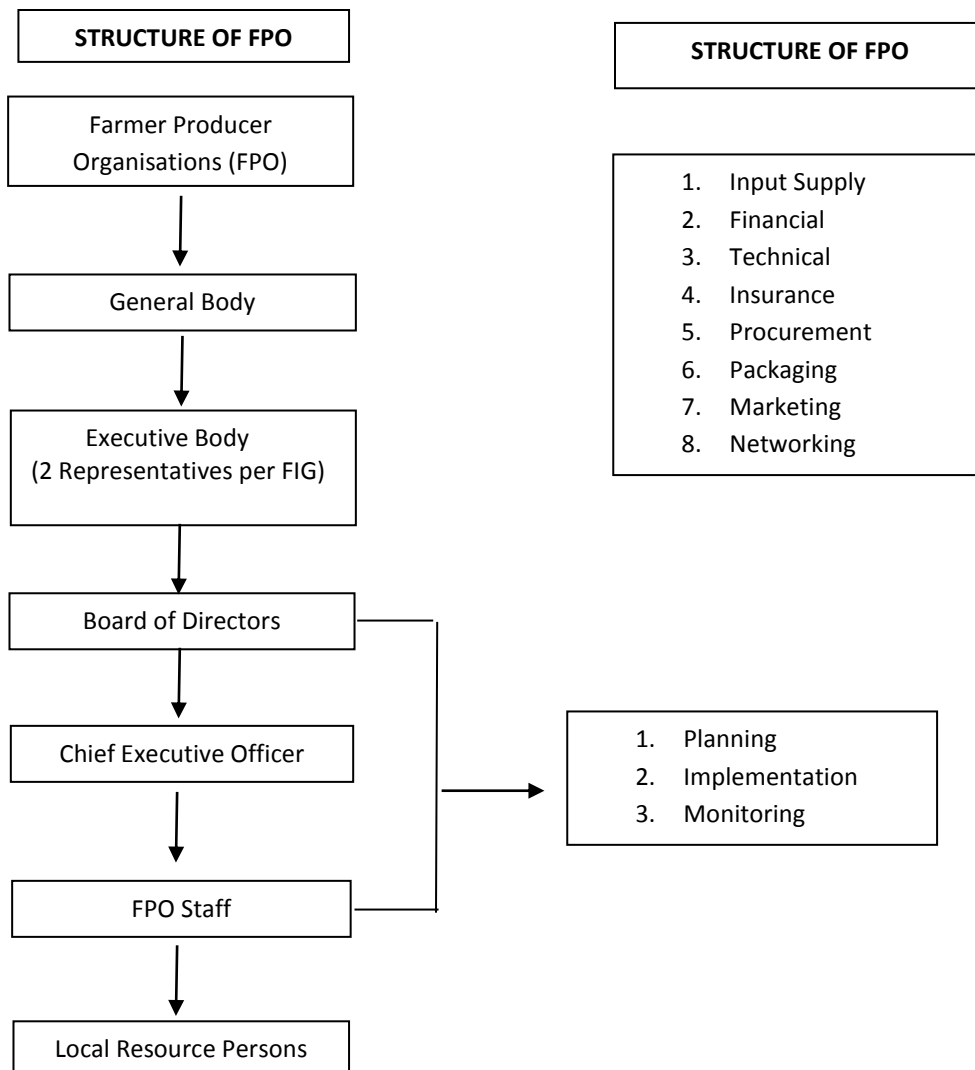 STRUCTURE OF FPO
Farmer Producer
Organisations (FPO)
General Body
Executive Body
(2 Representatives per FIG)
Board of Directors
Chief Executive Officer
FPO Staff
Local Resource Persons
STRUCTURE OF FPO
1. Input Supply
2. Financial
3. Technical
4. Insurance
5. Procurement
6. Packaging
7. Marketing
8. Networking
1. Planning
2. Implementation
3. Monitoring